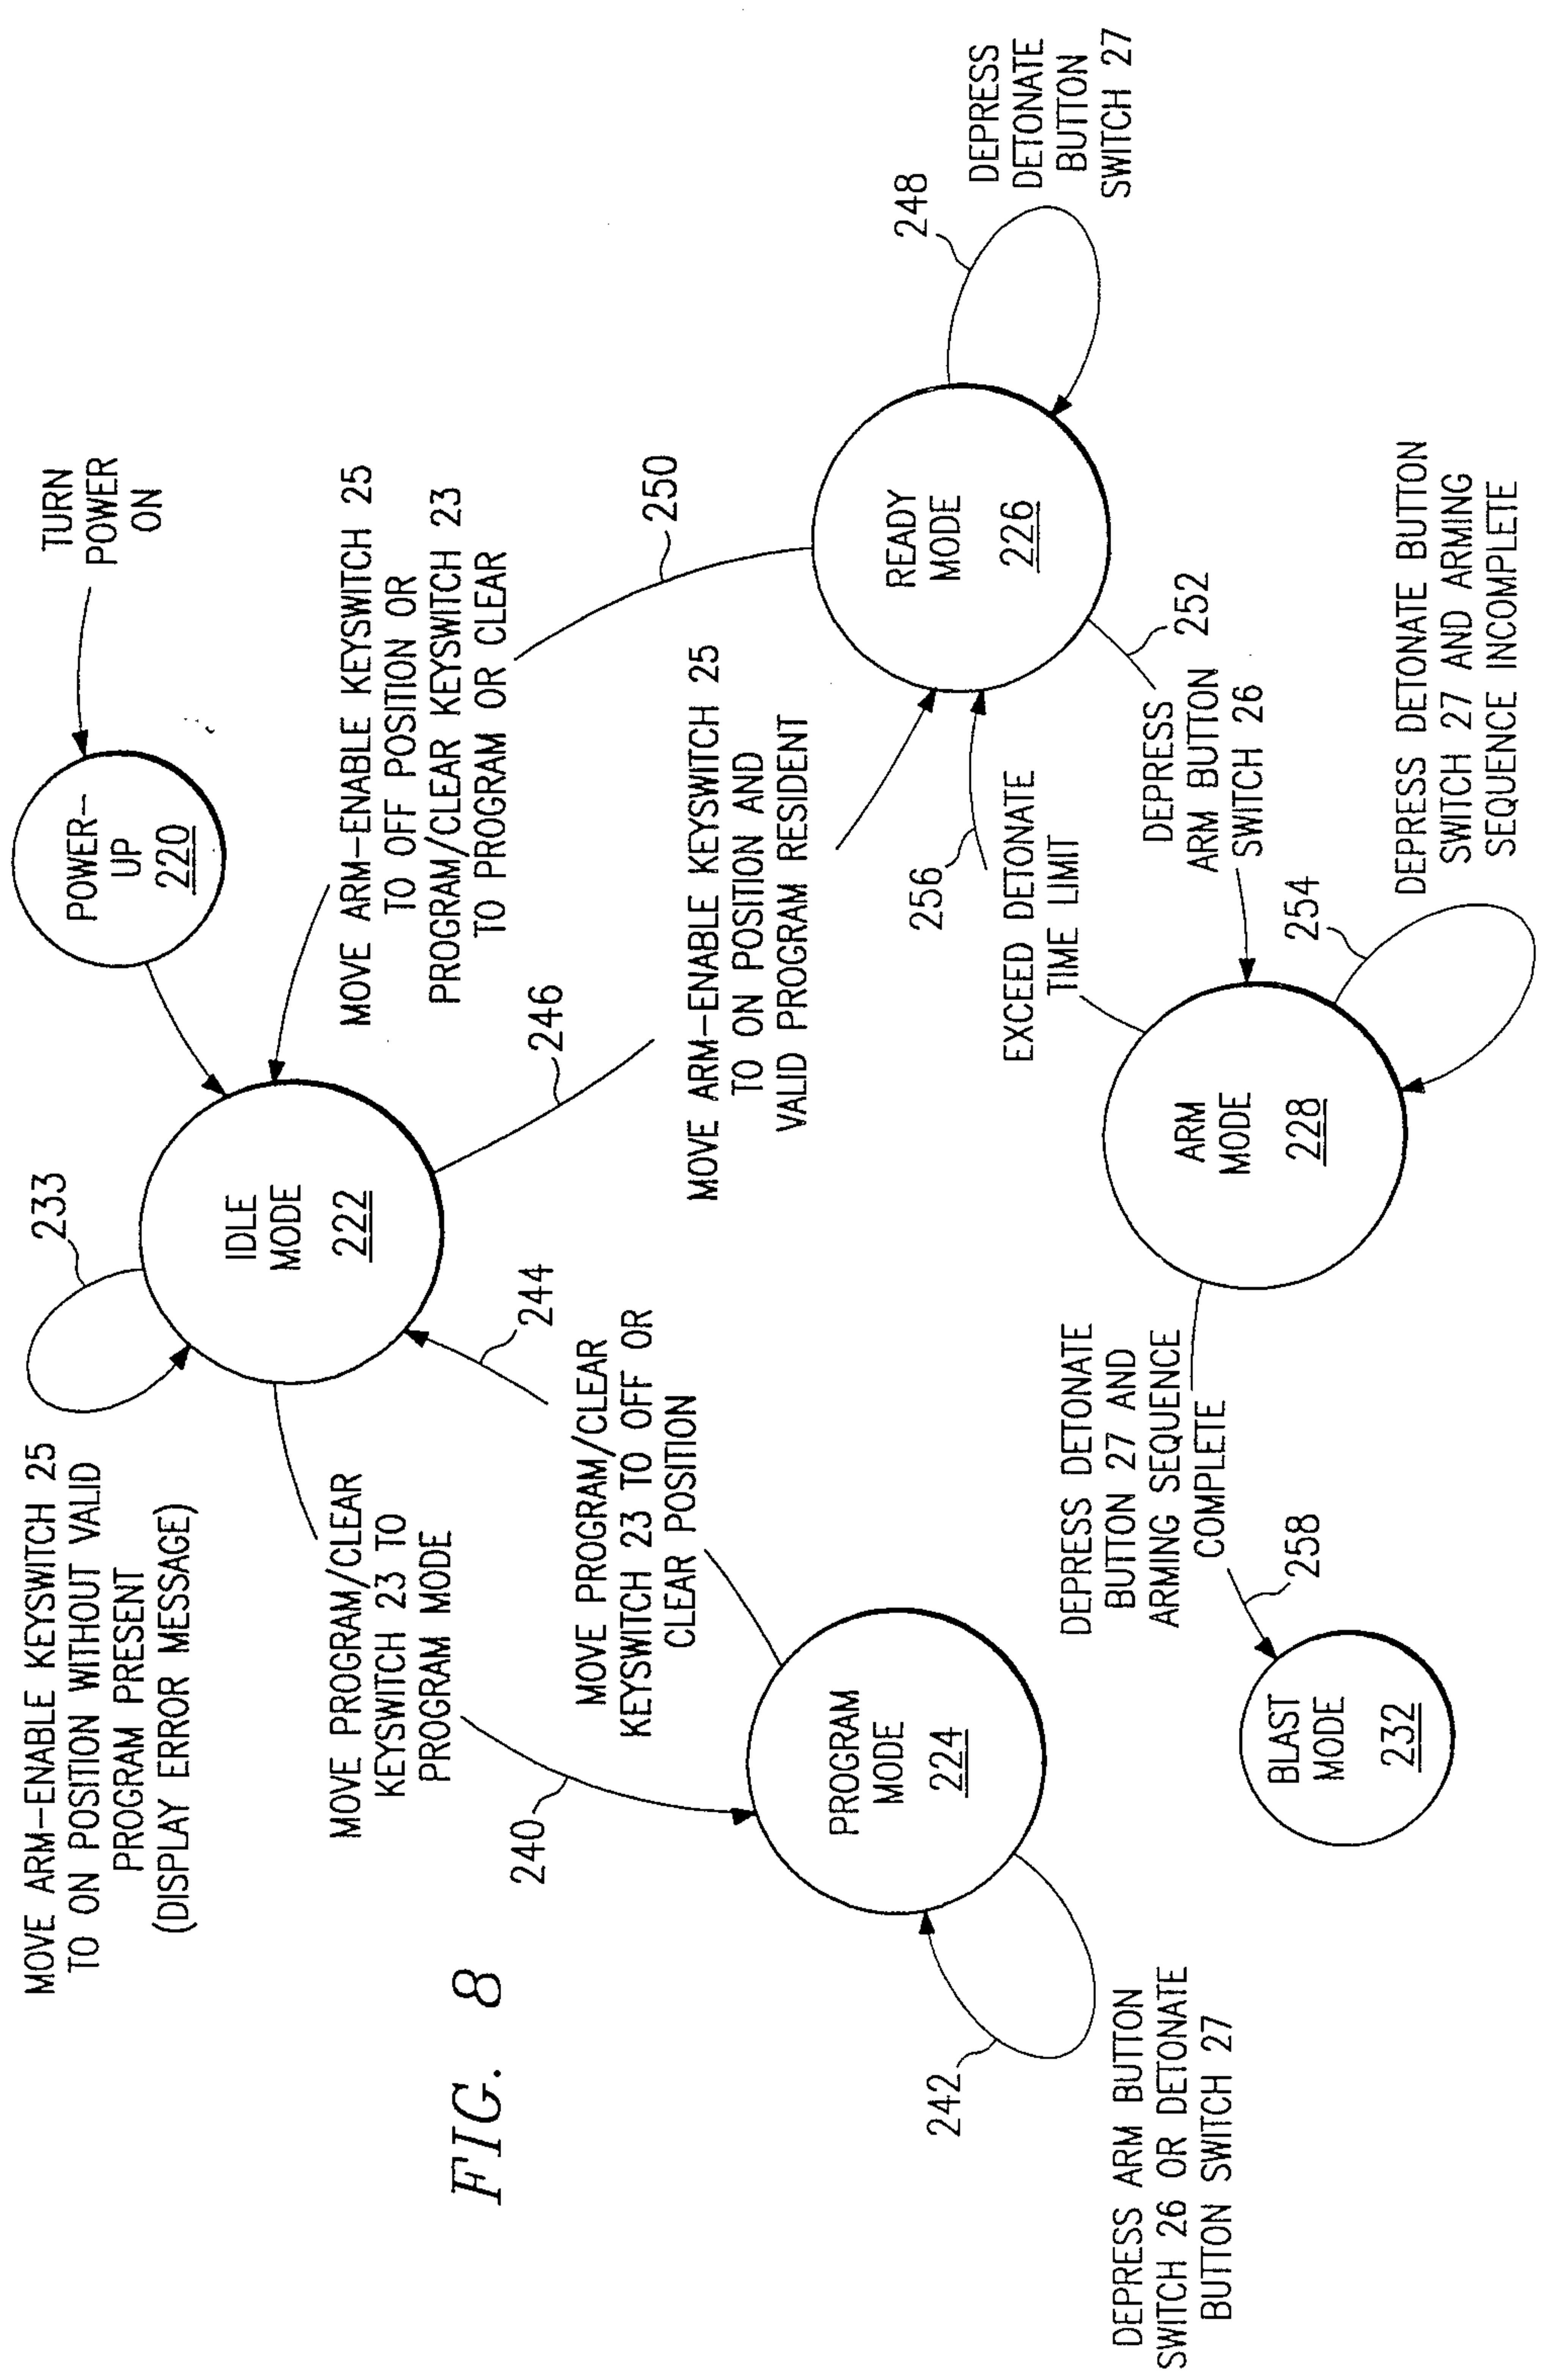 MOVE ARM-ENABLE KEYSWITCH 25
TO ON POSITION WITHOUT VALID
PROGRAM PRESENT
(DISPLAY ERROR MESSAGE)
233
TURN
POWER
ON
POWER-
UP
220
IDLE
MODE
222
MOVE ARM-ENABLE KEYSWITCH 25
TO OFF POSITION OR
PROGRAM/CLEAR KEYSWITCH 23
TO PROGRAM OR CLEAR
250
MOVE PROGRAM/CLEAR
KEYSWITCH 23 TO
PROGRAM MODE
240
244
246
MOVE PROGRAM/CLEAR
KEYSWITCH 23 TO OFF OR
CLEAR POSITION
MOVE ARM-ENABLE KEYSWITCH 25
TO ON POSITION AND
VALID PROGRAM RESIDENT
FIG. 8
PROGRAM
MODE
224
READY
MODE
226
248
DEPRESS
DETONATE
BUTTON
SWITCH 27
242
DEPRESS ARM BUTTON
SWITCH 26 OR DETONATE
BUTTON SWITCH 27
256
EXCEED DETONATE
TIME LIMIT
252
DEPRESS
ARM BUTTON
SWITCH 26
DEPRESS DETONATE
BUTTON 27 AND
ARMING SEQUENCE
COMPLETE
258
ARM
MODE
228
254
BLAST
MODE
232
DEPRESS DETONATE BUTTON
SWITCH 27 AND ARMING
SEQUENCE INCOMPLETE